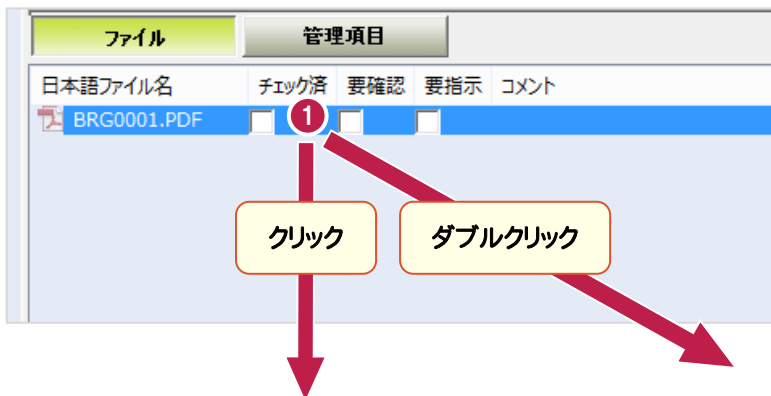 ファイル 管理項目
日本語ファイル名 チェック済 要確認 要指示 コメント
BRG0001.PDF 1
クリック ダブルクリック